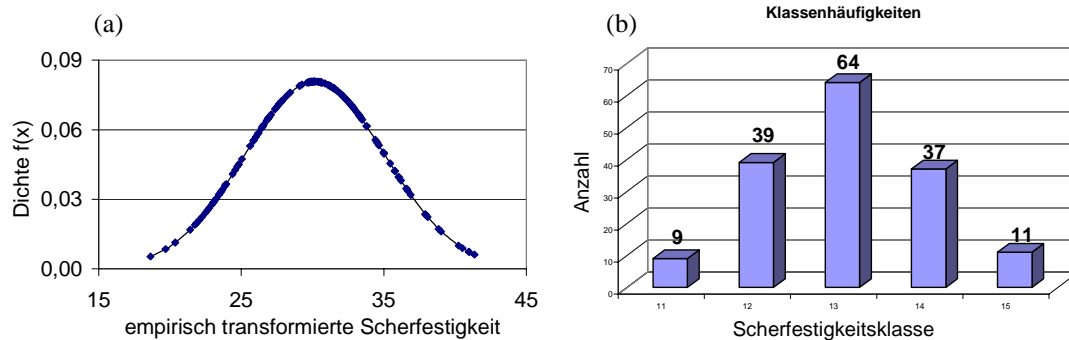 (a)
0,09
0,06
0,03
0,00
Dichte f(x)
15 25 35 45
empirisch transformierte Scherfestigkeit
(b)
Klassenhäufigkeiten
70
60
50
40
30
20
10
0
Anzahl
9 39 64 37 11
11 12 13 14 15
Scherfestigkeitsklasse